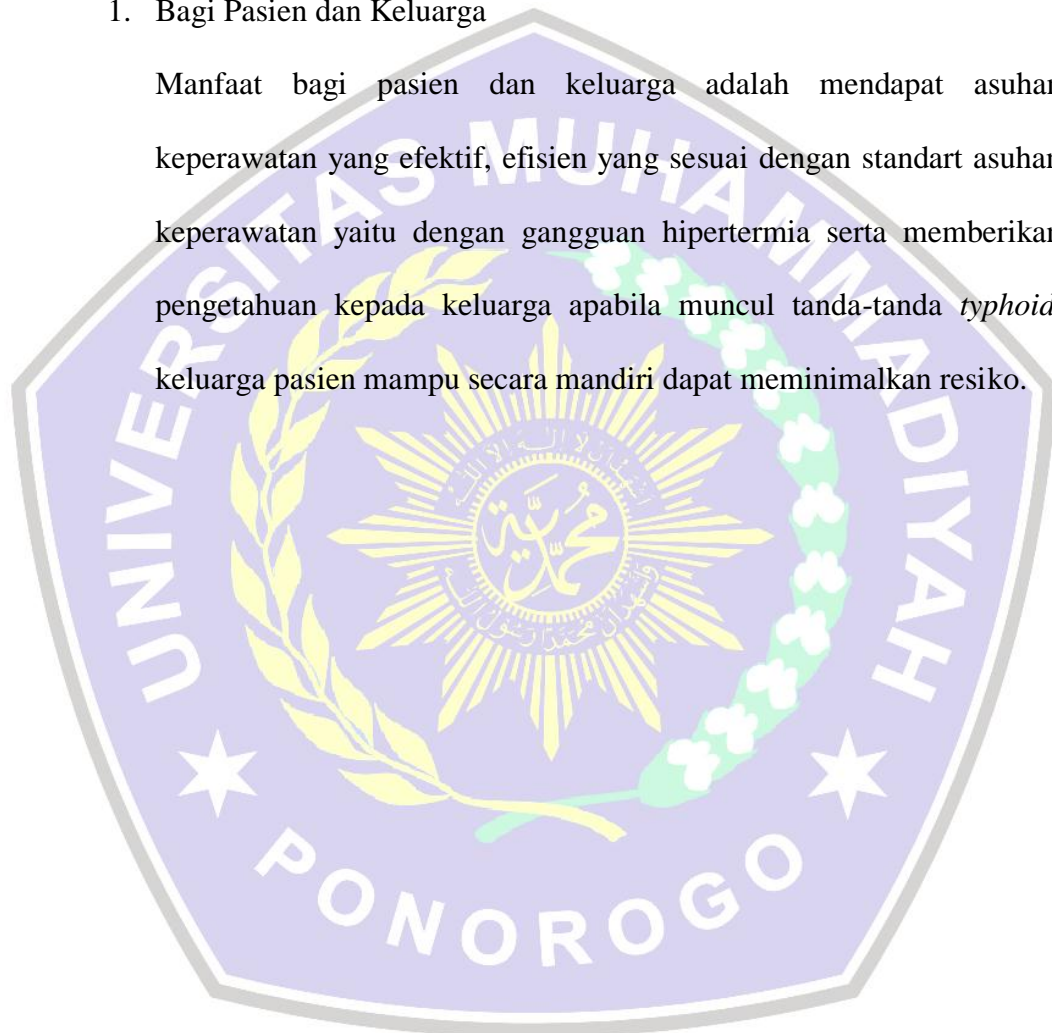 1. Bagi Pasien dan Keluarga
Manfaat bagi pasien dan keluarga adalah mendapat asuhan
keperawatan yang efektif, efisien yang sesuai dengan standart asuhan
keperawatan yaitu dengan gangguan hipertermia serta memberikan
pengetahuan kepada keluarga apabila muncul tanda-tanda typhoid
keluarga pasien mampu secara mandiri dapat meminimalkan resiko.
UNIVERSITAS MUHAMMADIYAH
PONOROGO
محمدية